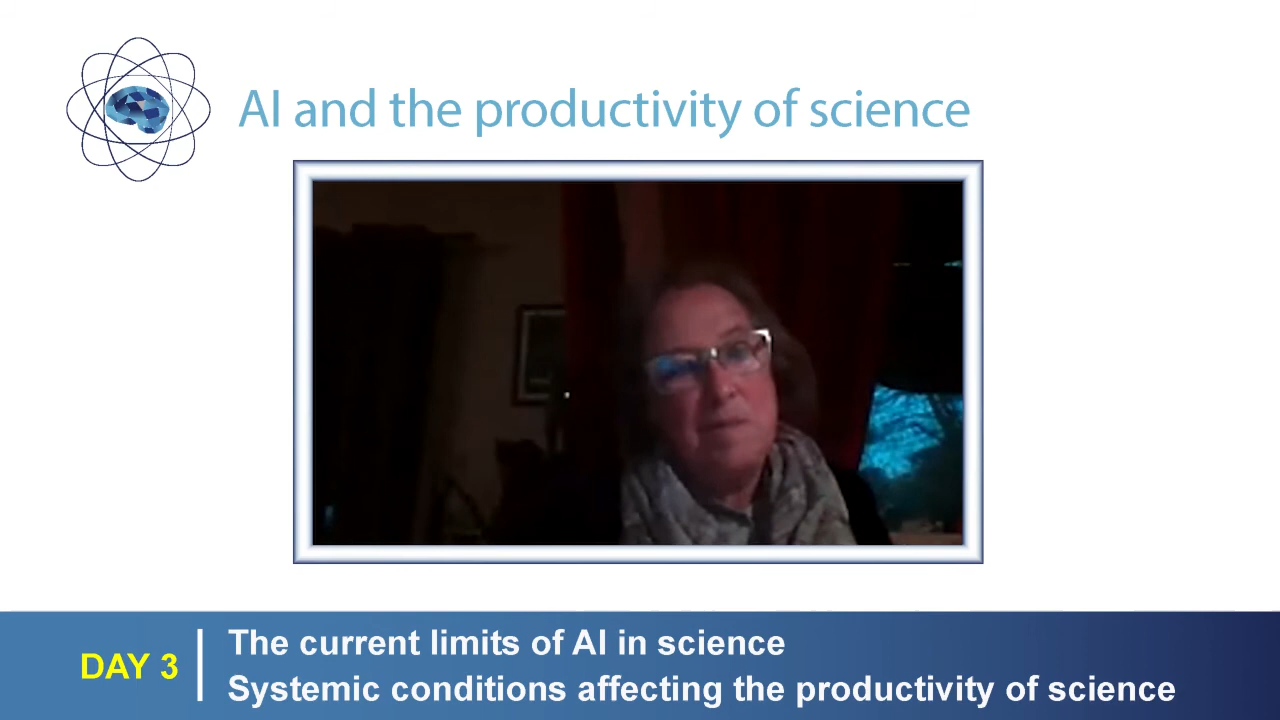 AI and the productivity of science
DAY 3
The current limits of AI in science
Systemic conditions affecting the productivity of science